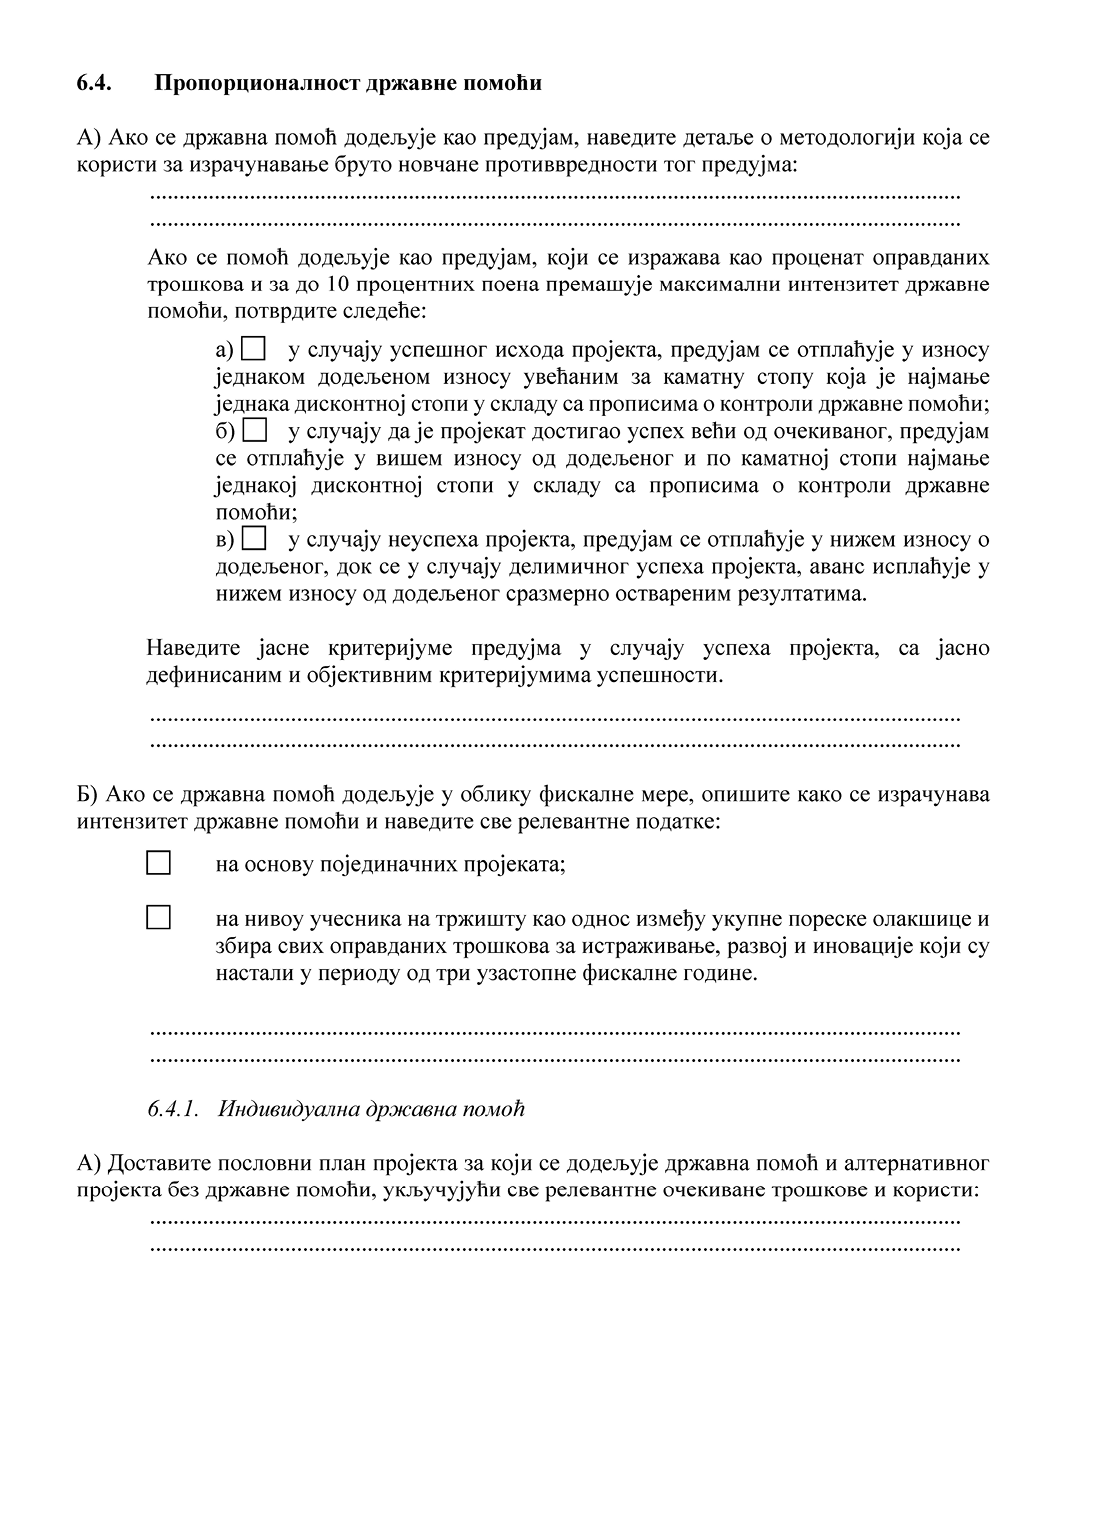 6.4. Пропорционалност државне помоћи
А) Ако се државна помоћ додељује као предујам, наведите детаље о методологији која се
користи за израчунавање бруто новчане противвредности тог предујма:
..........................................................................................................................................
..........................................................................................................................................
Ако се помоћ додељује као предујам, који се изражава као проценат оправданих
трошкова и за до 10 процентних поена премашује максимални интензитет државне
помоћи, потврдите следеће:
а) ☐ у случају успешног исхода пројекта, предујам се отплаћује у износу
једнаком додељеном износу увећаним за каматну стопу која је најмање
једнака дисконтној стопи у складу са прописима о контроли државне помоћи;
б) ☐ у случају да је пројекат достигао успех већи од очекиваног, предујам
се отплаћује у вишем износу од додељеног и по каматној стопи најмање
једнакој дисконтној стопи у складу са прописима о контроли државне
помоћи;
в) ☐ у случају неуспеха пројекта, предујам се отплаћује у нижем износу о
додељеног, док се у случају делимичног успеха пројекта, аванс исплаћује у
нижем износу од додељеног сразмерно оствареним резултатима.
Наведите јасне критеријуме предујма у случају успеха пројекта, са јасно
дефинисаним и објективним критеријумима успешности.
..........................................................................................................................................
..........................................................................................................................................
Б) Ако се државна помоћ додељује у облику фискалне мере, опишите како се израчунава
интензитет државне помоћи и наведите све релевантне податке:
☐ на основу појединачних пројеката;
☐ на нивоу учесника на тржишту као однос између укупне пореске олакшице и
збира свих оправданих трошкова за истраживање, развој и иновације који су
настали у периоду од три узастопне фискалне године.
..........................................................................................................................................
..........................................................................................................................................
6.4.1. Индивидуална државна помоћ
А) Доставите пословни план пројекта за који се додељује државна помоћ и алтернативног
пројекта без државне помоћи, укључујући све релевантне очекиване трошкове и користи:
..........................................................................................................................................
..........................................................................................................................................